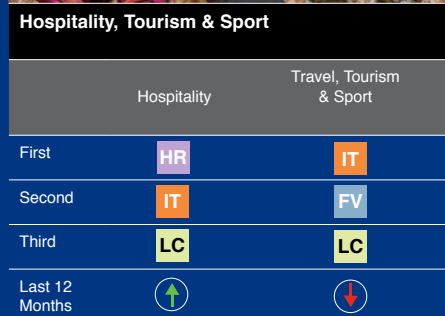 Hospitality, Tourism & Sport
Hospitality
Travel, Tourism
& Sport
First HR IT
Second IT FV
Third LC LC
Last 12
Months